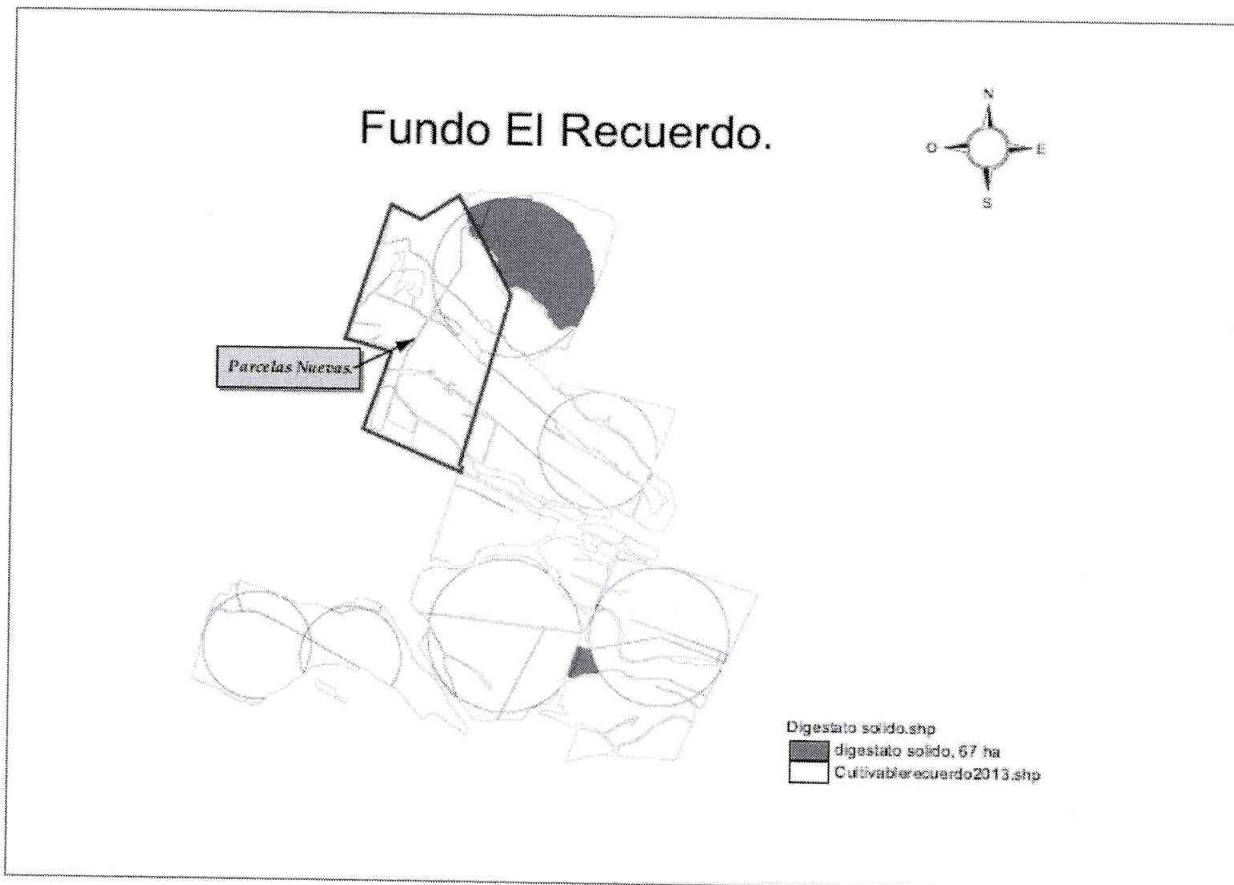 Fundo El Recuerdo.
N
O
E
S
Parcelas Nuevas.
Digestato solido.shp
digestato solido, 67 ha
Cultivablerecuerdo2013.shp